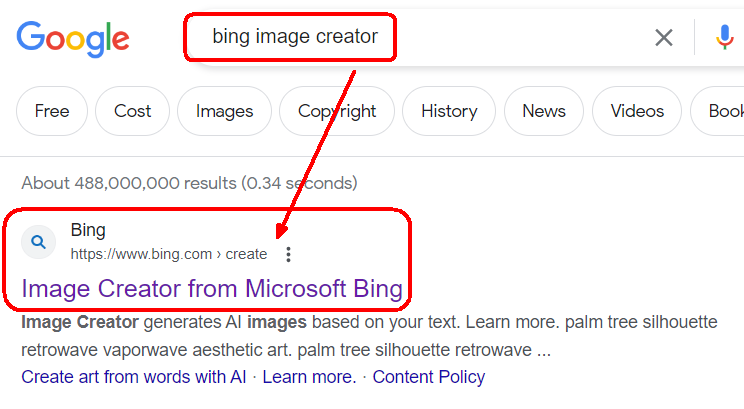 Google bing image creator
Free Cost Images Copyright History News Videos Book
About 488,000,000 results (0.34 seconds)
Bing
https://www.bing.com › create
Image Creator from Microsoft Bing
Image Creator generates AI images based on your text. Learn more. palm tree silhouette
retrowave vaporwave aesthetic art. palm tree silhouette retrowave ...
Create art from words with AI · Learn more. · Content Policy